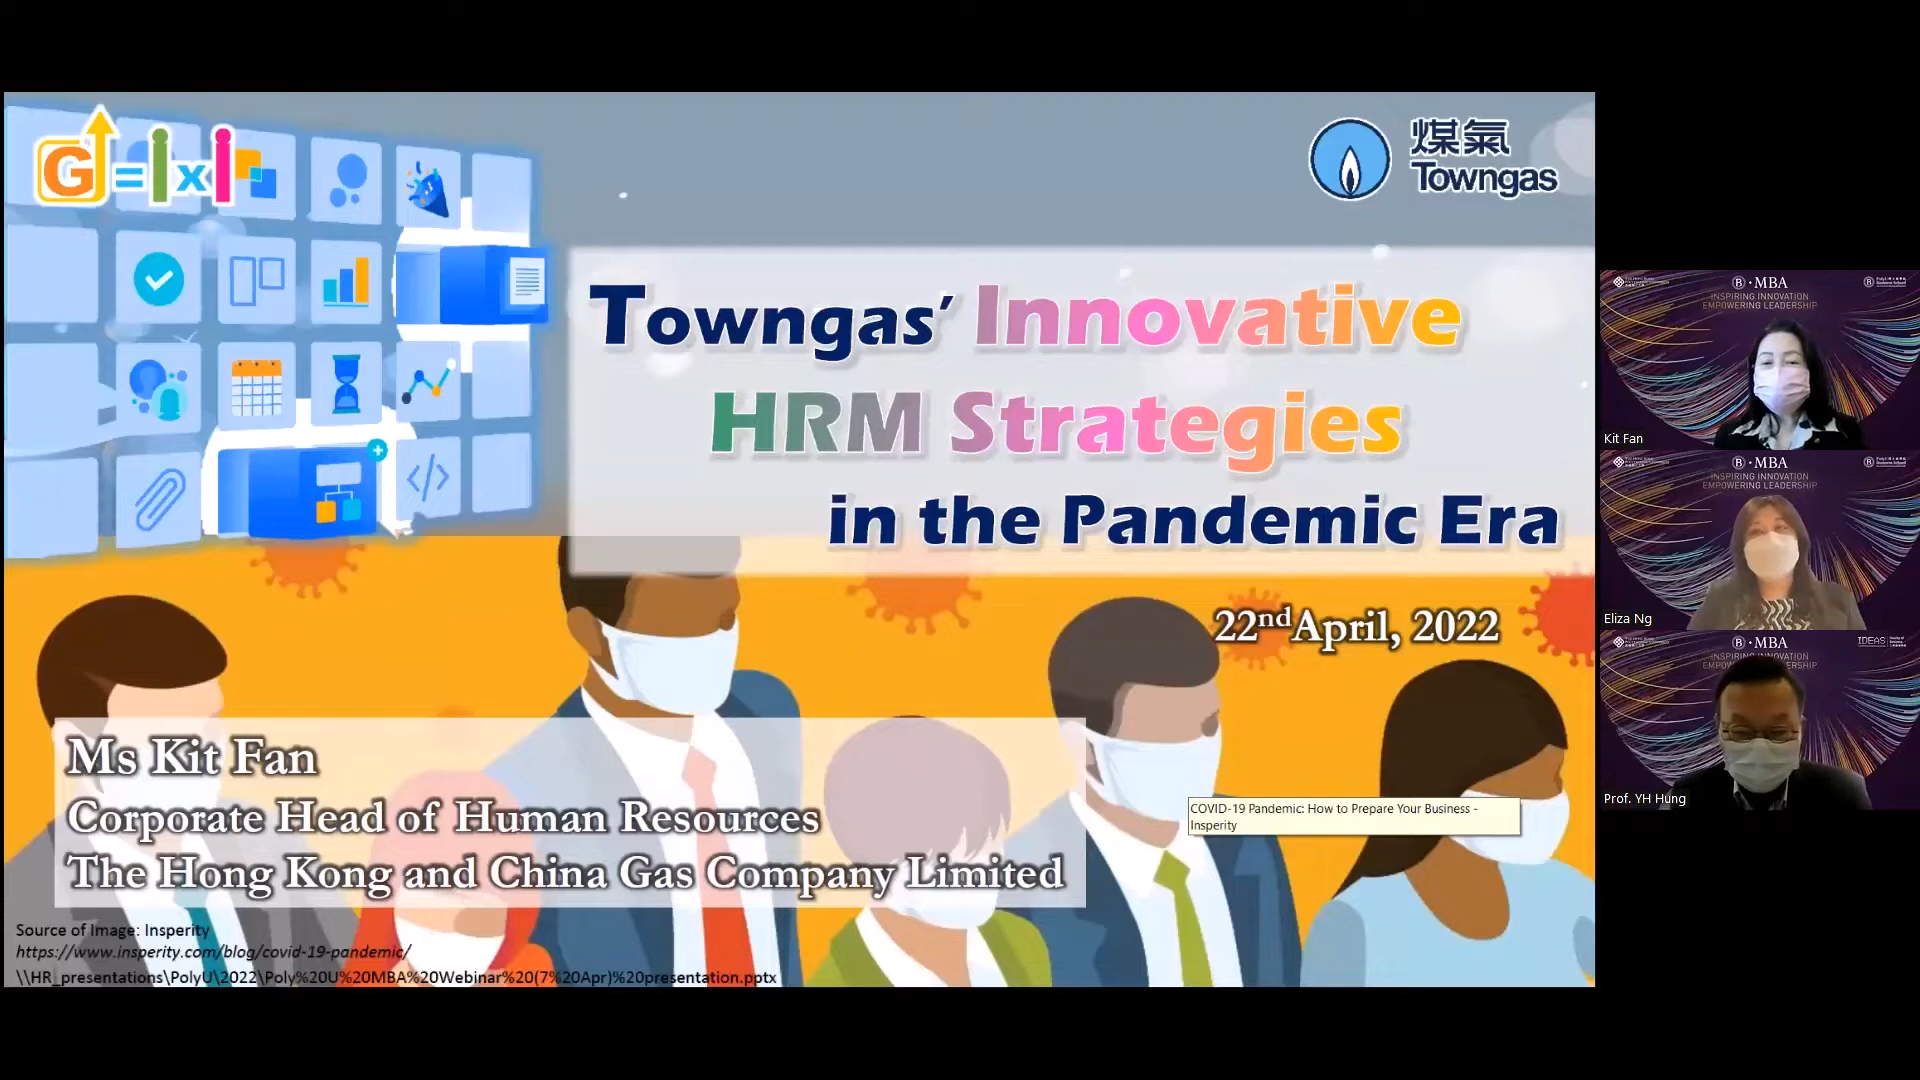 G=ixi
煤氣
Towngas
Towngas’ Innovative
HRM Strategies
in the Pandemic Era
22nd April, 2022
Ms Kit Fan
Corporate Head of Human Resources
The Hong Kong and China Gas Company Limited
COVID-19 Pandemic: How to Prepare Your Business -
Insperity
Source of Image: Insperity
https://www.insperity.com/blog/covid-19-pandemic/
\\HR_presentations\PolyU\2022\Poly%20U%20MBA%20Webinar%20(7%20Apr)%20presentation.pptx
B·MBA
INSPIRING INNOVATION
EMPOWERING LEADERSHIP
Kit Fan
B·MBA
INSPIRING INNOVATION
EMPOWERING LEADERSHIP
Eliza Ng
B·MBA
IDEAS
INSPIRING INNOVATION
Prof. YH Hung